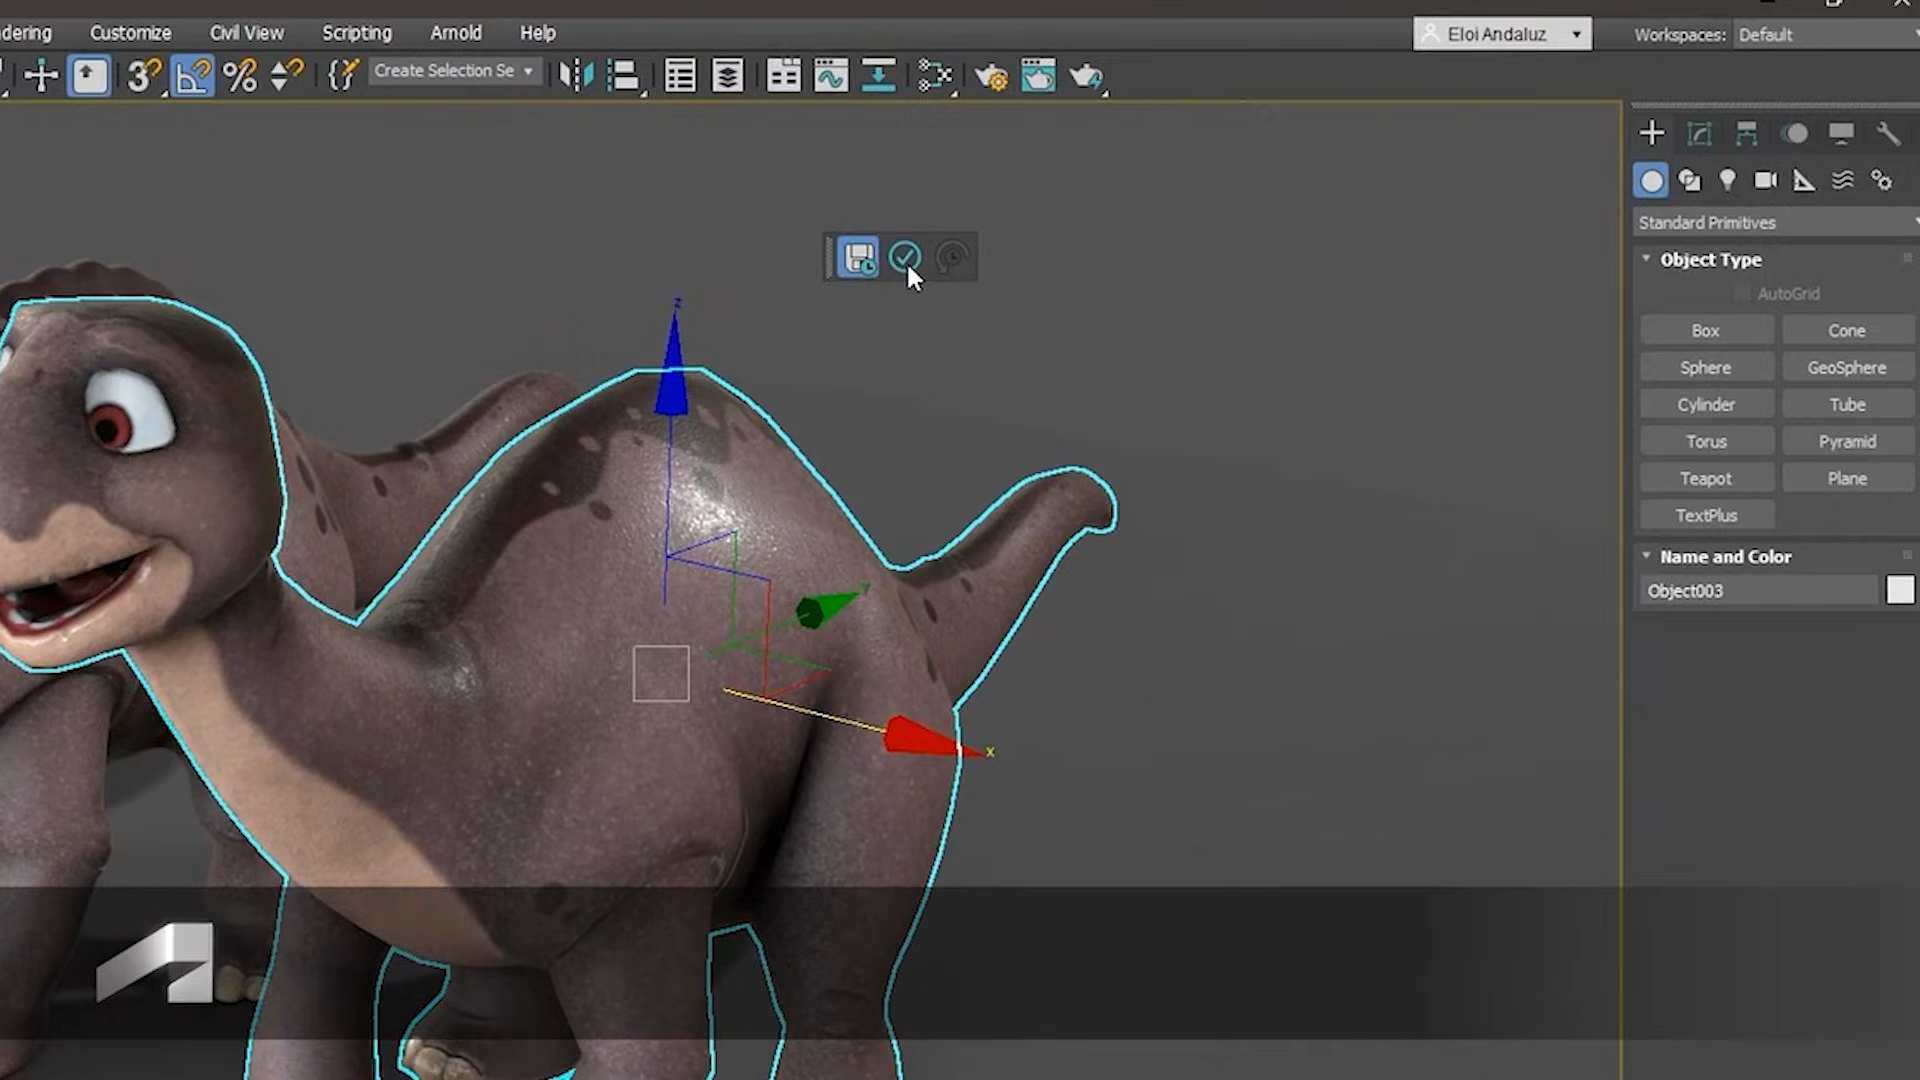 dering Customize Civil View Scripting Arnold Help
Eloi Andaluz
Workspaces: Default
3
%
Create Selection Se
Standard Primitives
Object Type
AutoGrid
Box Cone
Sphere GeoSphere
Cylinder Tube
Torus Pyramid
Teapot Plane
TextPlus
Name and Color
Object003
z
y
x